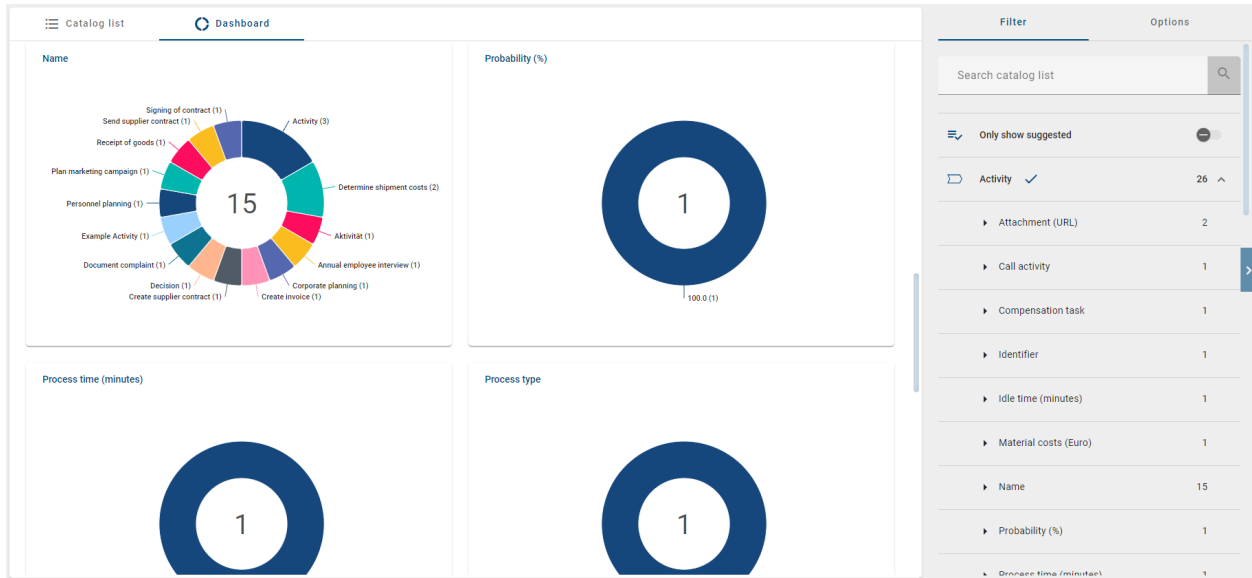 Catalog list
Dashboard
Name
Signing of contract (1)
Send supplier contract (1)
Receipt of goods (1)
Plan marketing campaign (1)
Personnel planning (1)
Example Activity (1)
Document complaint (1)
Decision (1)
Create supplier contract (1)
Create invoice (1)
Corporate planning (1)
Annual employee interview (1)
Aktivität (1)
Determine shipment costs (2)
Activity (3)
15
Probability (%)
1
100.0 (1)
Process time (minutes)
1
Process type
1
Filter
Options
Search catalog list
Only show suggested
Activity 26
Attachment (URL) 2
Call activity 1
Compensation task 1
Identifier 1
Idle time (minutes) 1
Material costs (Euro) 1
Name 15
Probability (%) 1
Process time (minutes) 1